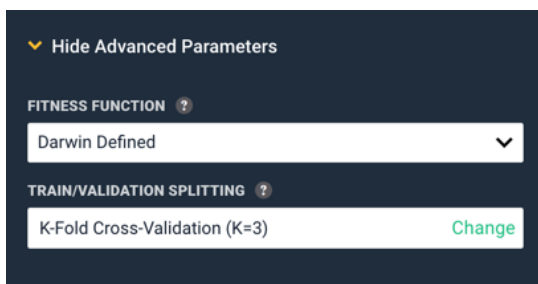 Hide Advanced Parameters
FITNESS FUNCTION ?
Darwin Defined
TRAIN/VALIDATION SPLITTING ?
K-Fold Cross-Validation (K=3) Change